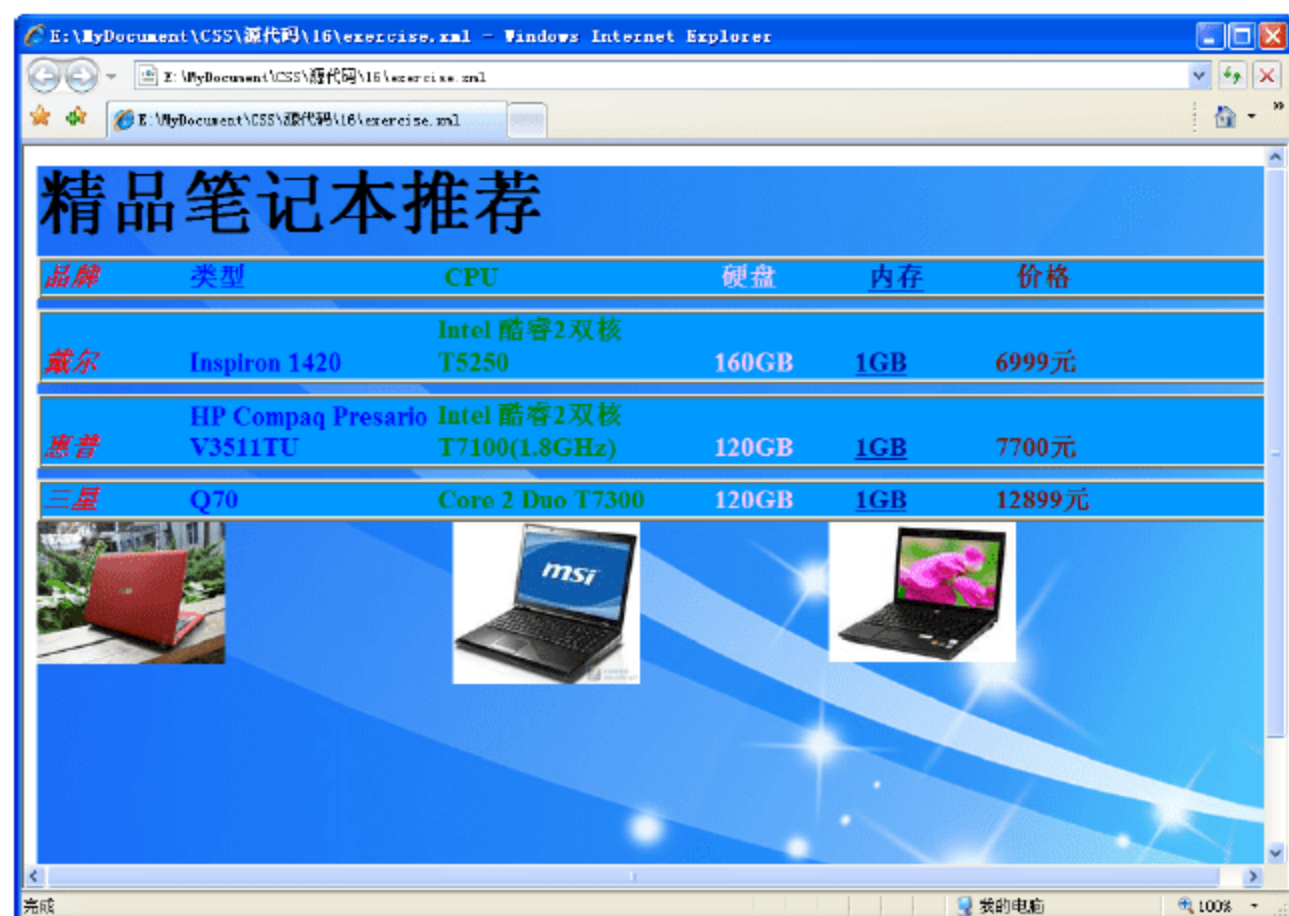 E:\MyDocument\CSS\源代码\16\exercise.xml - Windows Internet Explorer
E:\MyDocument\CSS\源代码\16\exercise.xml
E:\MyDocument\CSS\源代码\16\exercise.xml
精品笔记本推荐
品牌 类型 CPU 硬盘 内存 价格
Intel 酷睿2双核
戴尔 Inspiron 1420 T5250 160GB 1GB 6999元
HP Compaq Presario Intel 酷睿2双核
惠普 V3511TU T7100(1.8GHz) 120GB 1GB 7700元
三星 Q70 Core 2 Duo T7300 120GB 1GB 12899元
msi
完成 我的电脑 100%